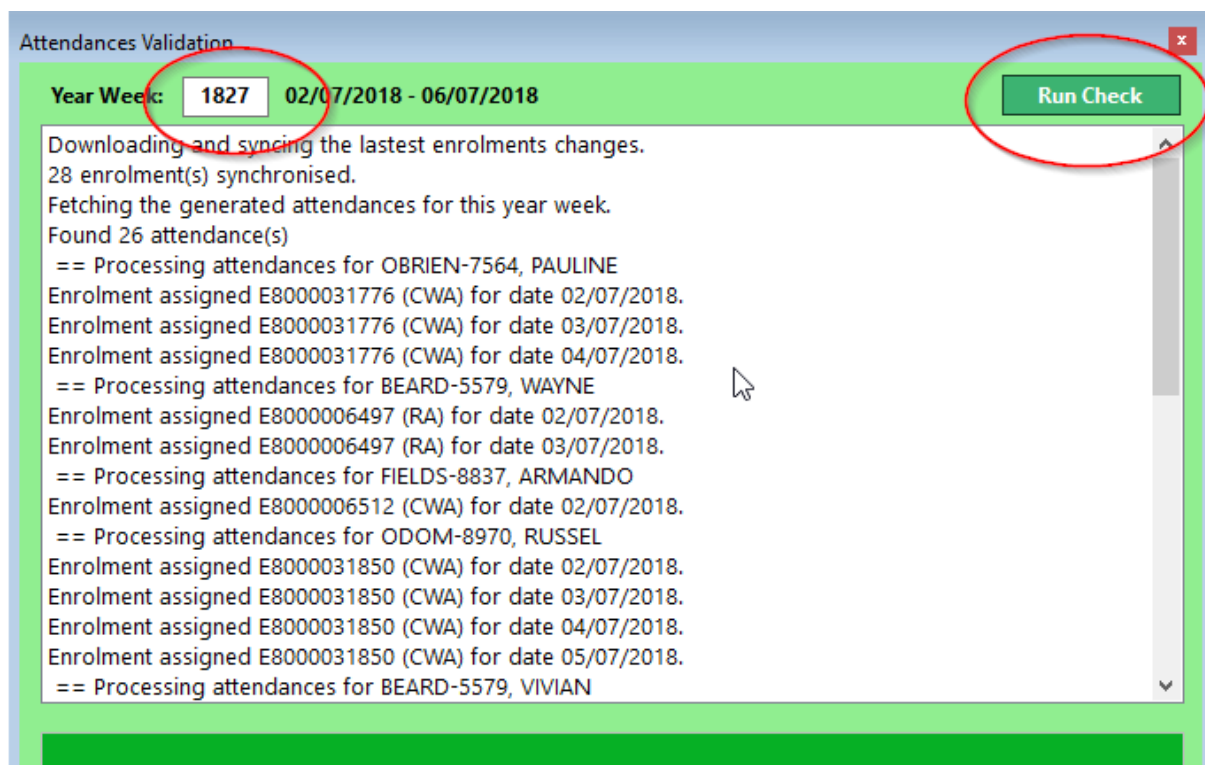 Attendances Validation
x
Year Week: 1827 02/07/2018 - 06/07/2018 Run Check
Downloading and syncing the lastest enrolments changes.
28 enrolment(s) synchronised.
Fetching the generated attendances for this year week.
Found 26 attendance(s)
== Processing attendances for OBRIEN-7564, PAULINE
Enrolment assigned E8000031776 (CWA) for date 02/07/2018.
Enrolment assigned E8000031776 (CWA) for date 03/07/2018.
Enrolment assigned E8000031776 (CWA) for date 04/07/2018.
== Processing attendances for BEARD-5579, WAYNE
Enrolment assigned E8000006497 (RA) for date 02/07/2018.
Enrolment assigned E8000006497 (RA) for date 03/07/2018.
== Processing attendances for FIELDS-8837, ARMANDO
Enrolment assigned E8000006512 (CWA) for date 02/07/2018.
== Processing attendances for ODOM-8970, RUSSEL
Enrolment assigned E8000031850 (CWA) for date 02/07/2018.
Enrolment assigned E8000031850 (CWA) for date 03/07/2018.
Enrolment assigned E8000031850 (CWA) for date 04/07/2018.
Enrolment assigned E8000031850 (CWA) for date 05/07/2018.
== Processing attendances for BEARD-5579, VIVIAN